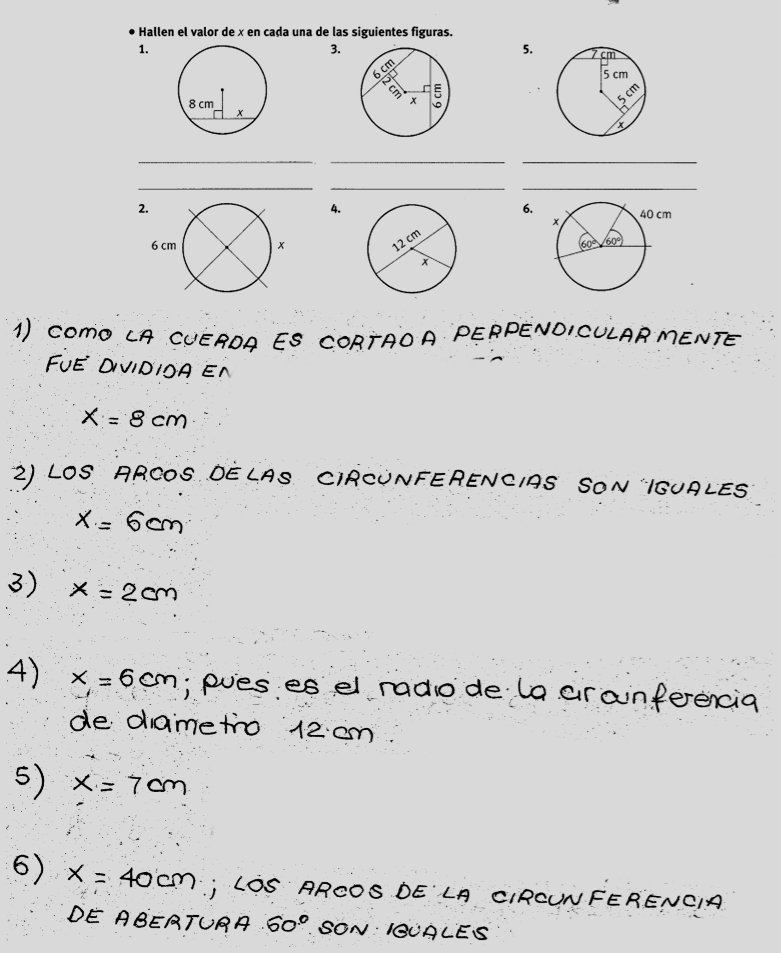 • Hallen el valor de x en cada una de las siguientes figuras.
1.
8 cm
x
3.
6 cm
2 cm
x
6 cm
5.
7 cm
5 cm
5 cm
x
2.
6 cm
x
4.
12 cm
x
6.
x
40 cm
60°
60°
1) COMO LA CUERDA ES CORTADA PERPENDICULARMENTE
FUE DIVIDIDA EN
X = 8 cm
2) LOS ARCOS DE LAS CIRCUNFERENCIAS SON IGUALES
X = 6 cm
3) X = 2 cm
4) X = 6 cm; pues es el radio de la circunferencia
de diametro 12 cm.
5) X = 7 cm
6) X = 40 cm; LOS ARCOS DE LA CIRCUNFERENCIA
DE ABERTURA 60° SON IGUALES